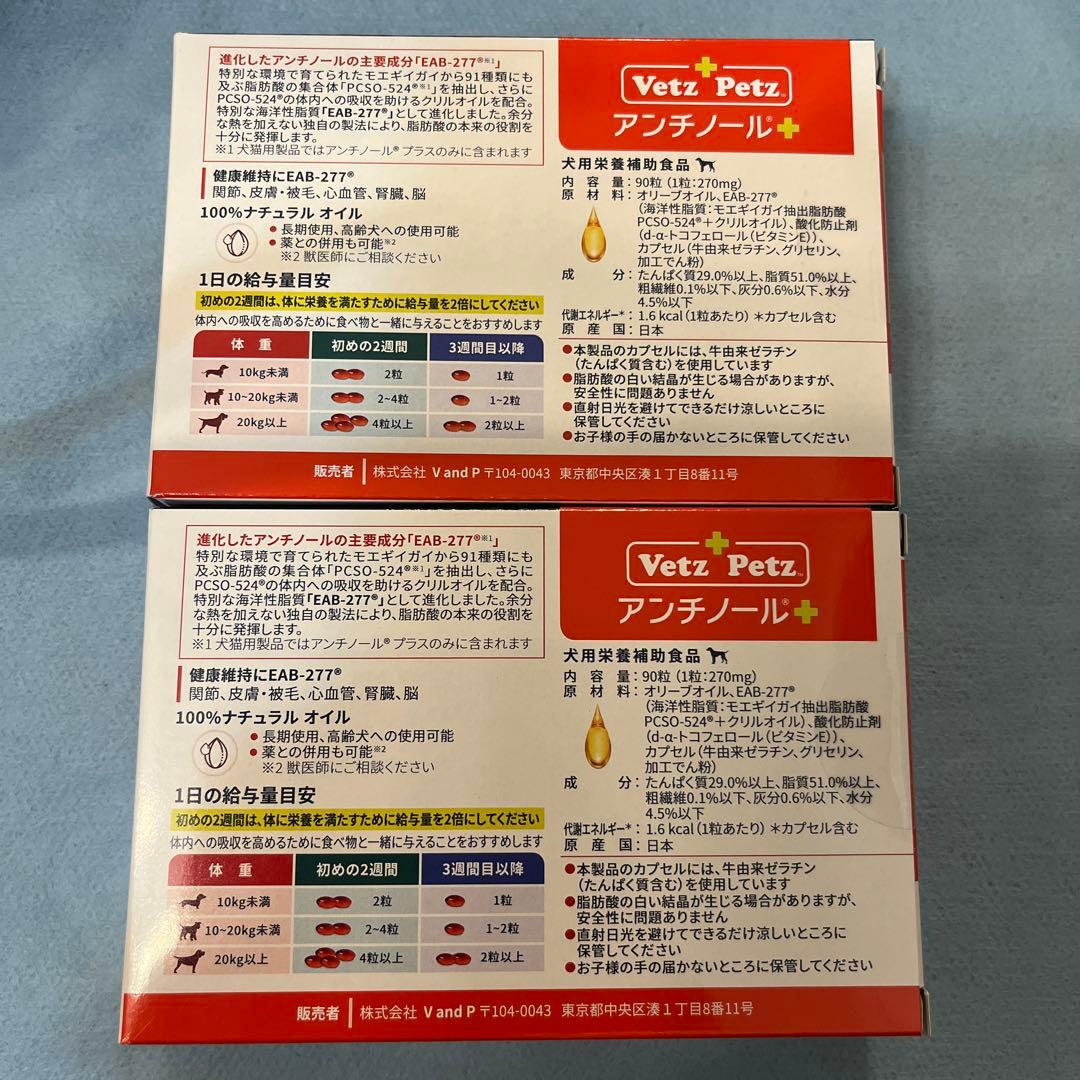 進化したアンチノールの主要成分「EAB-277®※1」
特別な環境で育てられたモエギイガイから91種類にも
及ぶ脂肪酸の集合体「PCSO-524®※1」を抽出し、さらに
PCSO-524®の体内への吸収を助けるクリルオイルを配合。
特別な海洋性脂質「EAB-277®」として進化しました。余分
な熱を加えない独自の製法により、脂肪酸の本来の役割を
十分に発揮します。
※1 犬猫用製品ではアンチノール® プラスのみに含まれます
健康維持にEAB-277®
関節、皮膚・被毛、心血管、腎臓、脳
100%ナチュラル オイル
● 長期使用、高齢犬への使用可能
● 薬との併用も可能※2
※2 獣医師にご相談ください
1日の給与量目安
初めの2週間は、体に栄養を満たすために給与量を2倍にしてください
体内への吸収を高めるために食べ物と一緒に与えることをおすすめします
体 重 初めの2週間 3週間目以降
10kg未満 2粒 1粒
10~20kg未満 2~4粒 1~2粒
20kg以上 4粒以上 2粒以上
Vetz Petz™
アンチノール®
犬用栄養補助食品
内 容 量：90粒（1粒：270mg）
原 材 料：オリーブオイル、EAB-277®
（海洋性脂質：モエギイガイ抽出脂肪酸
PCSO-524®＋クリルオイル）、酸化防止剤
（d-α-トコフェロール（ビタミンE））、
カプセル（牛由来ゼラチン、グリセリン、
加工でん粉）
成 分：たんぱく質29.0%以上、脂質51.0%以上、
粗繊維0.1%以下、灰分0.6%以下、水分
4.5%以下
代謝エネルギー*：1.6 kcal（1粒あたり）＊カプセル含む
原 産 国：日本
●本製品のカプセルには、牛由来ゼラチン
（たんぱく質含む）を使用しています
●脂肪酸の白い結晶が生じる場合がありますが、
安全性に問題ありません
●直射日光を避けてできるだけ涼しいところに
保管してください
●お子様の手の届かないところに保管してください
販売者 株式会社 V and P 〒104-0043 東京都中央区湊1丁目8番11号
進化したアンチノールの主要成分「EAB-277®※1」
特別な環境で育てられたモエギイガイから91種類にも
及ぶ脂肪酸の集合体「PCSO-524®※1」を抽出し、さらに
PCSO-524®の体内への吸収を助けるクリルオイルを配合。
特別な海洋性脂質「EAB-277®」として進化しました。余分
な熱を加えない独自の製法により、脂肪酸の本来の役割を
十分に発揮します。
※1 犬猫用製品ではアンチノール® プラスのみに含まれます
健康維持にEAB-277®
関節、皮膚・被毛、心血管、腎臓、脳
100%ナチュラル オイル
● 長期使用、高齢犬への使用可能
● 薬との併用も可能※2
※2 獣医師にご相談ください
1日の給与量目安
初めの2週間は、体に栄養を満たすために給与量を2倍にしてください
体内への吸収を高めるために食べ物と一緒に与えることをおすすめします
体 重 初めの2週間 3週間目以降
10kg未満 2粒 1粒
10~20kg未満 2~4粒 1~2粒
20kg以上 4粒以上 2粒以上
Vetz Petz™
アンチノール®
犬用栄養補助食品
内 容 量：90粒（1粒：270mg）
原 材 料：オリーブオイル、EAB-277®
（海洋性脂質：モエギイガイ抽出脂肪酸
PCSO-524®＋クリルオイル）、酸化防止剤
（d-α-トコフェロール（ビタミンE））、
カプセル（牛由来ゼラチン、グリセリン、
加工でん粉）
成 分：たんぱく質29.0%以上、脂質51.0%以上、
粗繊維0.1%以下、灰分0.6%以下、水分
4.5%以下
代謝エネルギー*：1.6 kcal（1粒あたり）＊カプセル含む
原 産 国：日本
●本製品のカプセルには、牛由来ゼラチン
（たんぱく質含む）を使用しています
●脂肪酸の白い結晶が生じる場合がありますが、
安全性に問題ありません
●直射日光を避けてできるだけ涼しいところに
保管してください
●お子様の手の届かないところに保管してください
販売者 株式会社 V and P 〒104-0043 東京都中央区湊1丁目8番11号